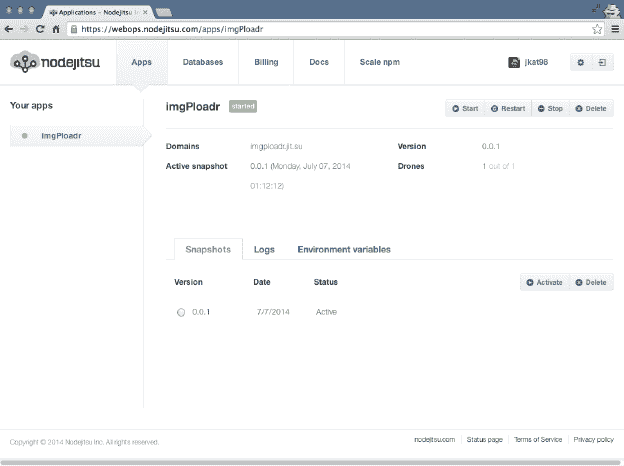 Applications – Nodejitsu I
https://webops.nodejitsu.com/apps/imgPloadr
nodejitsu Apps Databases Billing Docs Scale npm jkat98
Your apps
imgPloadr
imgPloadr started Start Restart Stop Delete
Domains imgploadr.jit.su Version 0.0.1
Active snapshot 0.0.1 (Monday, July 07, 2014 Drones 1 out of 1
01:12:12)
Snapshots Logs Environment variables
Version Date Status Activate Delete
0.0.1 7/7/2014 Active
Copyright © 2014 Nodejitsu Inc. All rights reserved. nodejitsu.com Status page Terms of Service Privacy policy